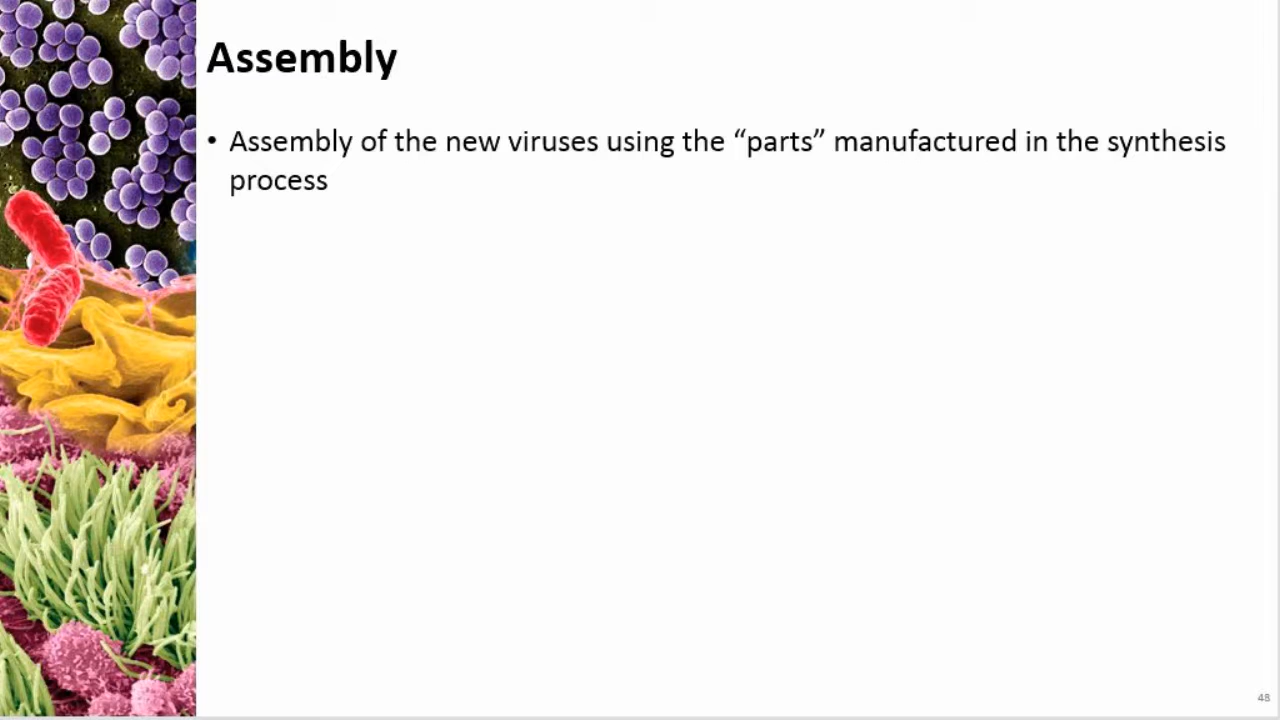 Assembly
• Assembly of the new viruses using the “parts” manufactured in the synthesis
process
48